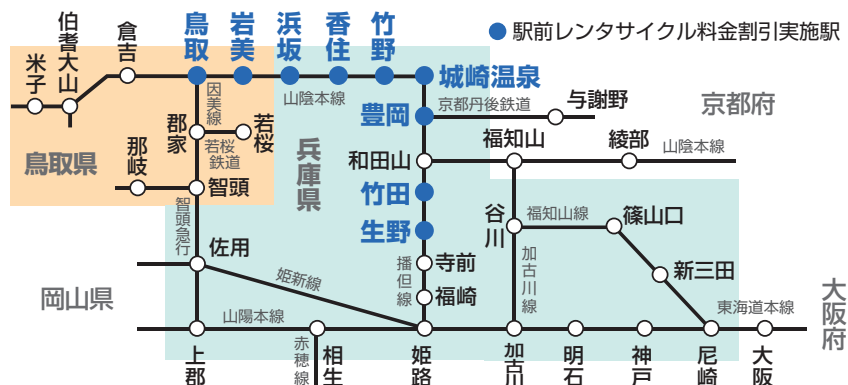 駅前レンタサイクル料金割引実施駅
米子
伯耆大山
倉吉
鳥取
岩美
浜坂
香住
竹野
城崎温泉
因美線
山陰本線
豊岡
京都丹後鉄道
与謝野
京都府
郡家
若桜
若桜鉄道
鳥取県
那岐
智頭
兵庫県
和田山
福知山
綾部
山陰本線
竹田
生野
智頭急行
佐用
姫新線
播但線
寺前
福崎
谷川
福知山線
篠山口
加古川線
新三田
岡山県
山陽本線
東海道本線
大阪府
上郡
赤穂線
相生
姫路
加古川
明石
神戸
尼崎
大阪